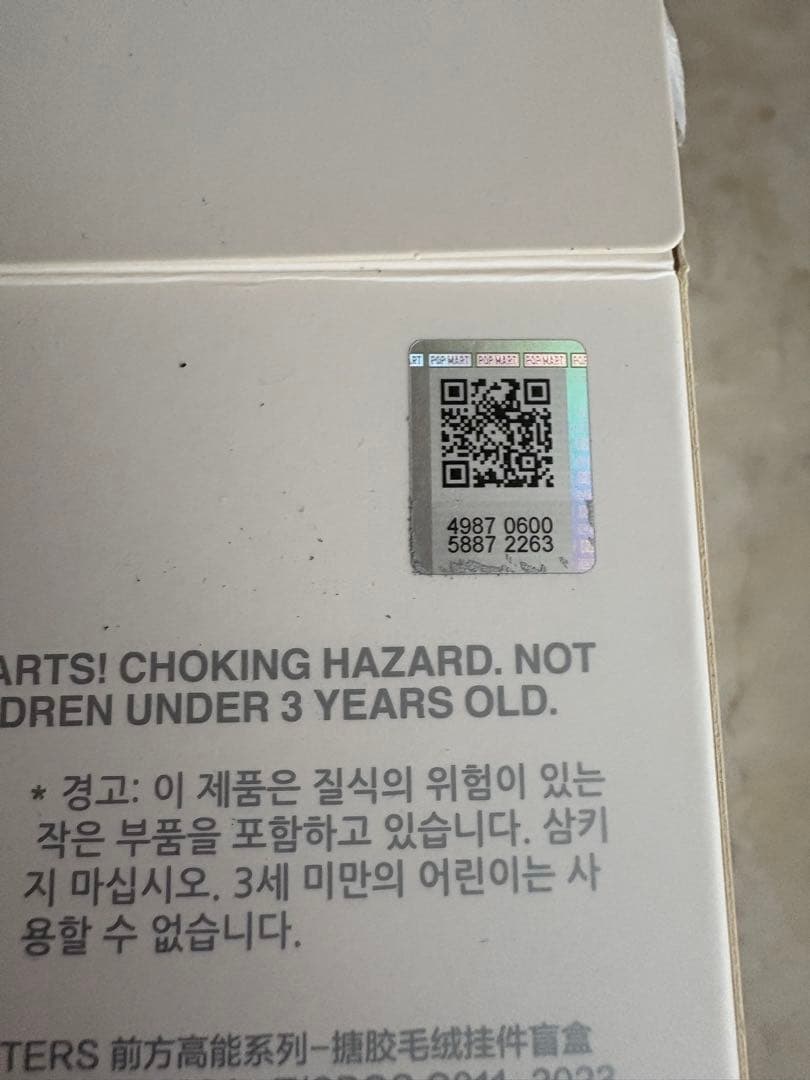 POP MART POP MART POP MART
4987 0600
5887 2263
ARTS! CHOKING HAZARD. NOT
DREN UNDER 3 YEARS OLD.
* 경고: 이 제품은 질식의 위험이 있는
작은 부품을 포함하고 있습니다. 삼키
지 마십시오. 3세 미만의 어린이는 사
용할 수 없습니다.
TERS 前方高能系列-搪胶毛绒挂件盲盒